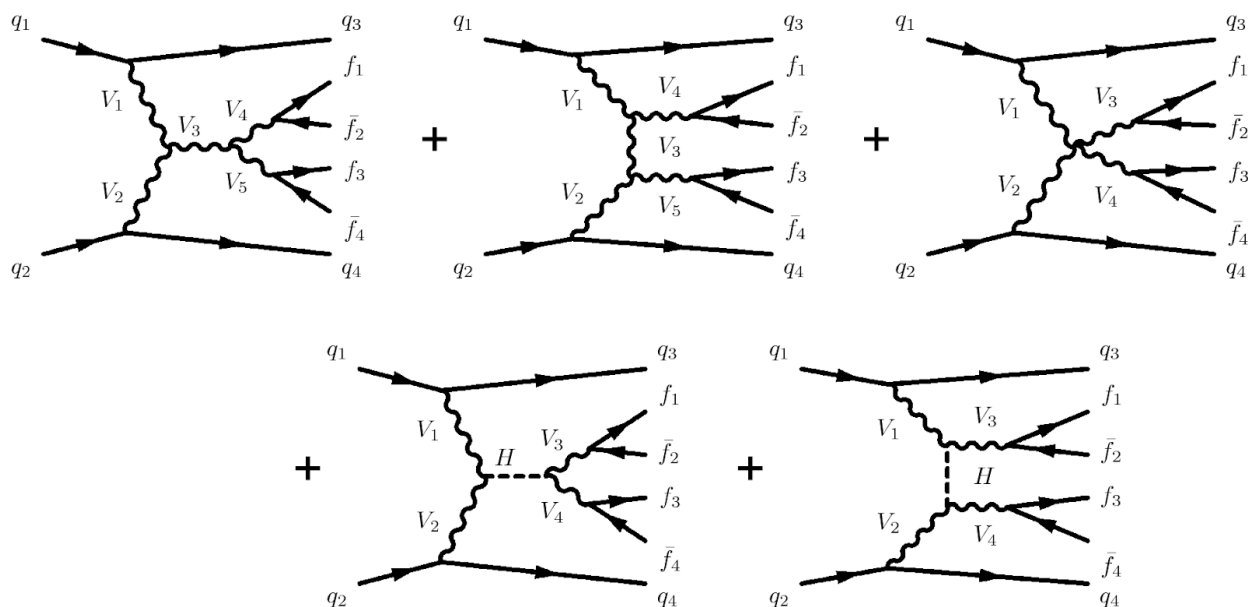 q₁ q₃ q₁ q₃ q₁ q₃
f₁ f₁ f₁
V₁ V₄ V₁ V₄ V₁ V₃
V₃ f̄₂ + V₃ f̄₂ + f̄₂
V₂ V₅ f₃ V₂ V₅ f₃ V₂ V₄ f₃
f̄₄ f̄₄ f̄₄
q₂ q₄ q₂ q₄ q₂ q₄
q₁ q₃ q₁ q₃
f₁ f₁
V₁ V₃ V₁ V₃
+ H f̄₂ + H f̄₂
V₂ V₄ f₃ V₂ V₄ f₃
f̄₄ f̄₄
q₂ q₄ q₂ q₄